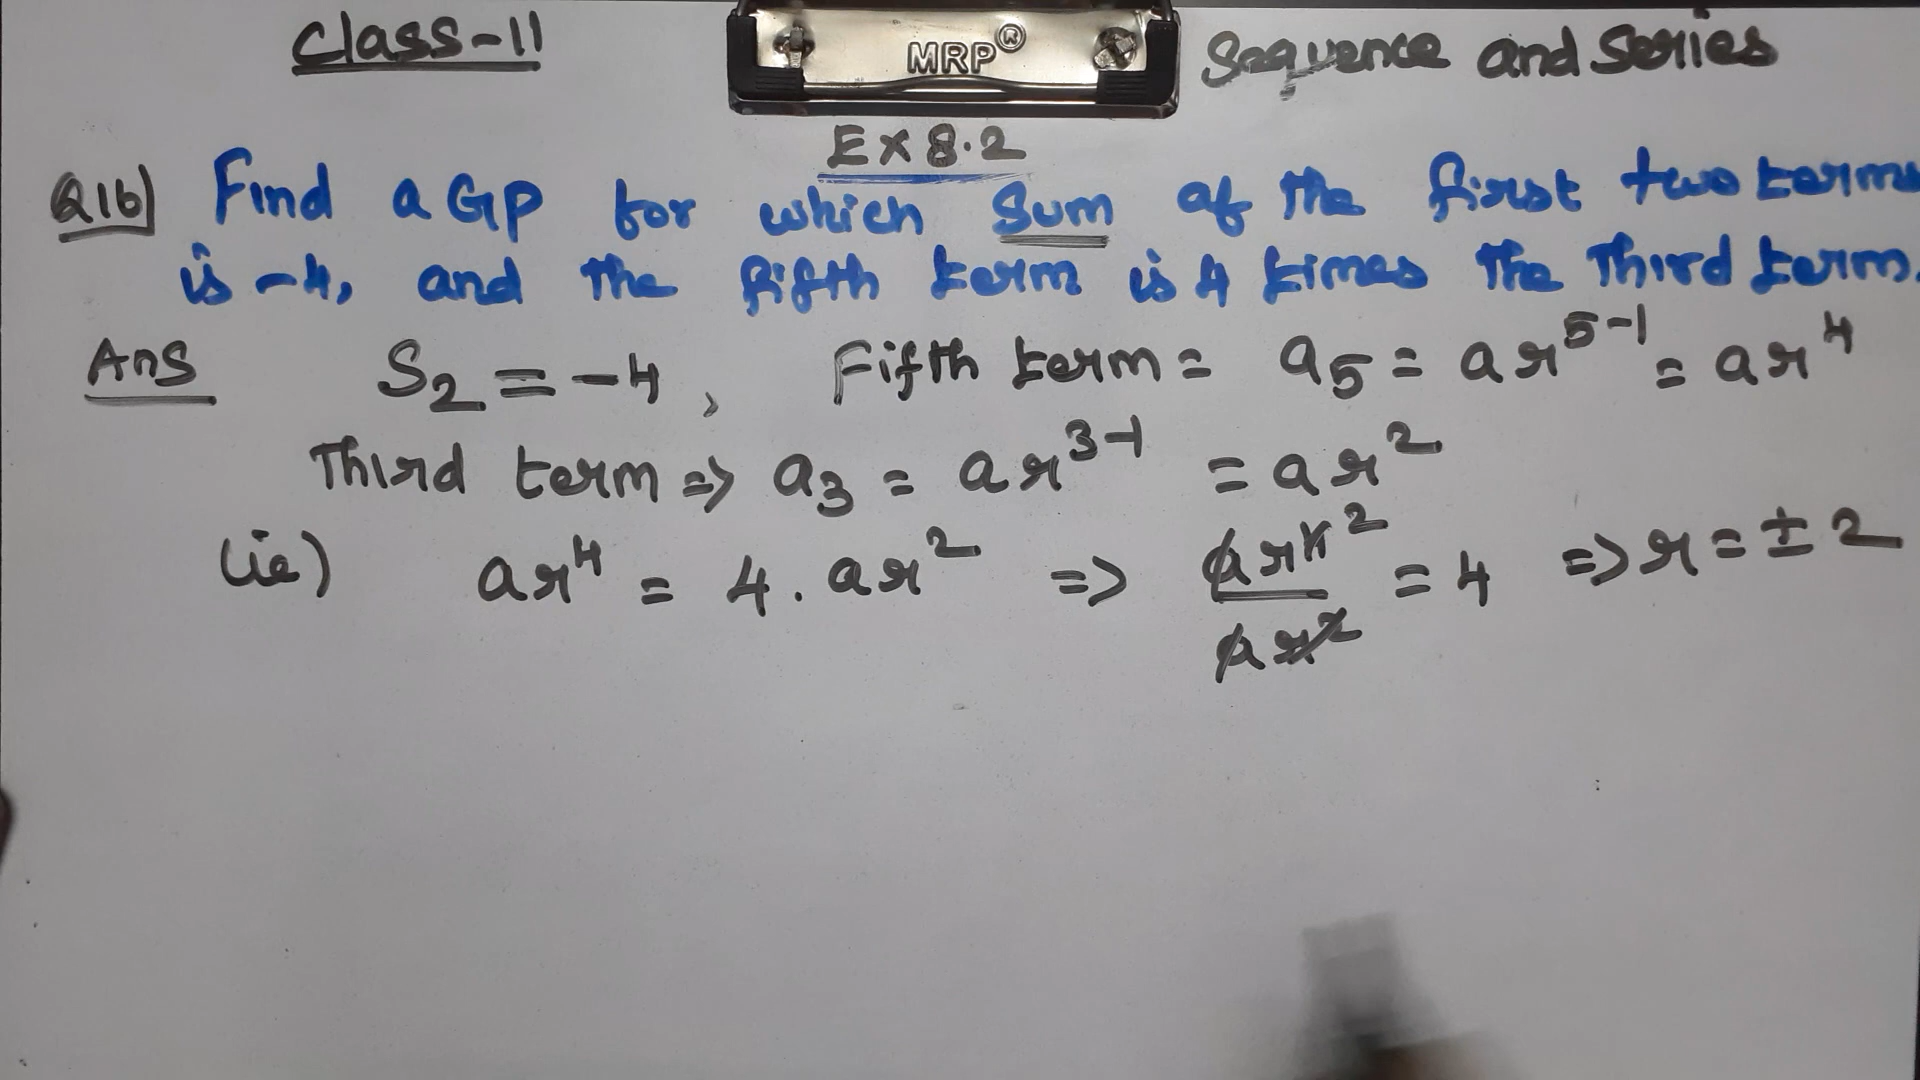 Class-11
MRP®
Sequence and Series
EX 8.2
Q16) Find a GP for which Sum of the first two terms
is -4, and the fifth term is 4 times the Third term.
Ans S₂ = -4, Fifth term = a₅ = ar⁵⁻¹ = ar⁴
Third term => a₃ = ar³⁻¹ = ar²
(ie) ar⁴ = 4.ar² => ar⁴ ² / ar² = 4 => r = ± 2